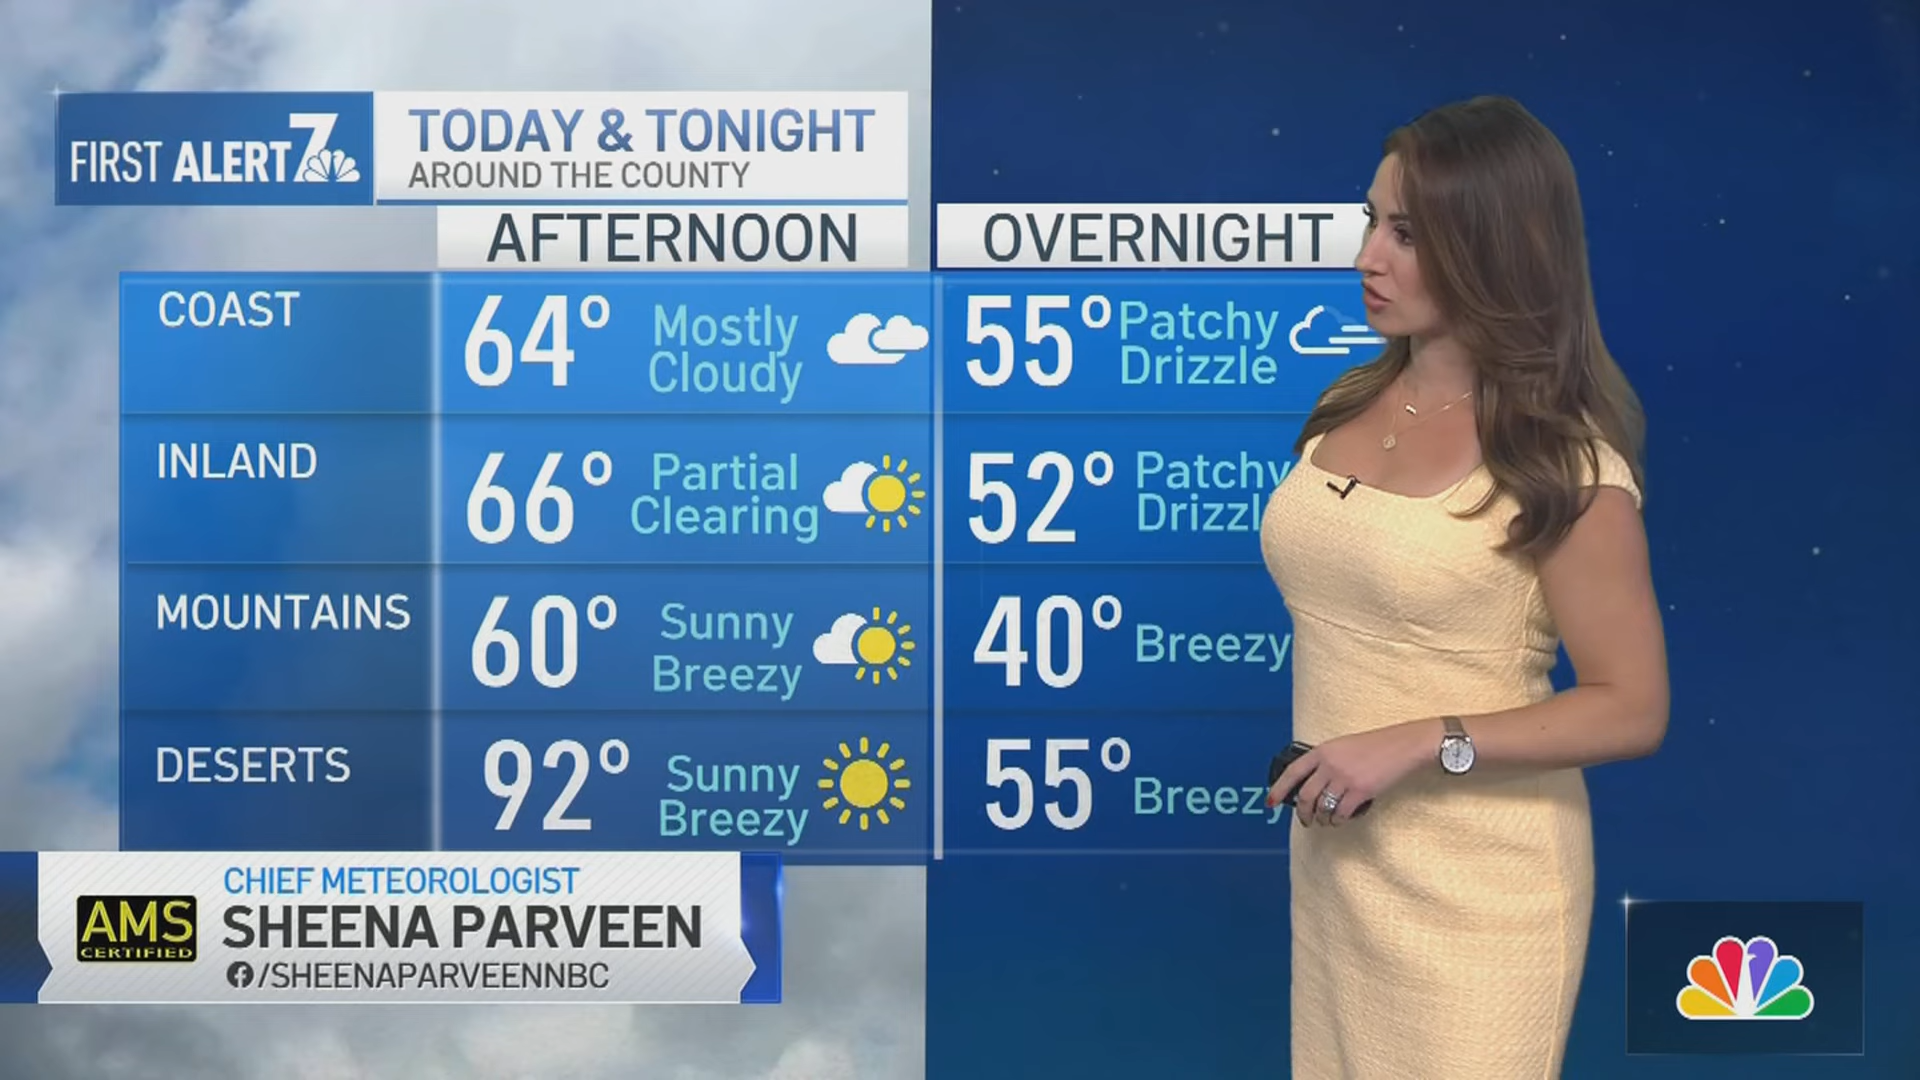 FIRST ALERT 7
TODAY & TONIGHT
AROUND THE COUNTY
AFTERNOON OVERNIGHT
COAST 64° Mostly Cloudy 55° Patchy Drizzle
INLAND 66° Partial Clearing 52° Patchy
MOUNTAINS 60° Sunny Breezy 40° Breezy
DESERTS 92° Sunny Breezy 55° Breezy
CHIEF METEOROLOGIST
AMS
CERTIFIED
SHEENA PARVEEN
/SHEENAPARVEENNBC